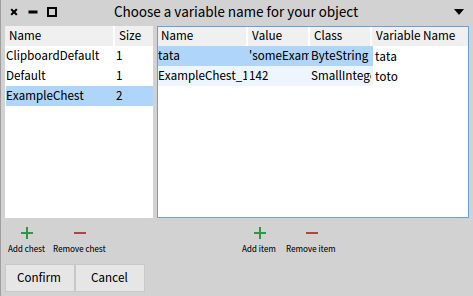 Choose a variable name for your object
Name Size
ClipboardDefault 1
Default 1
ExampleChest 2
Name Value Class Variable Name
tata 'someExam ByteString tata
ExampleChest_1 142 SmallInteg toto
Add chest Remove chest Add item Remove item
Confirm Cancel